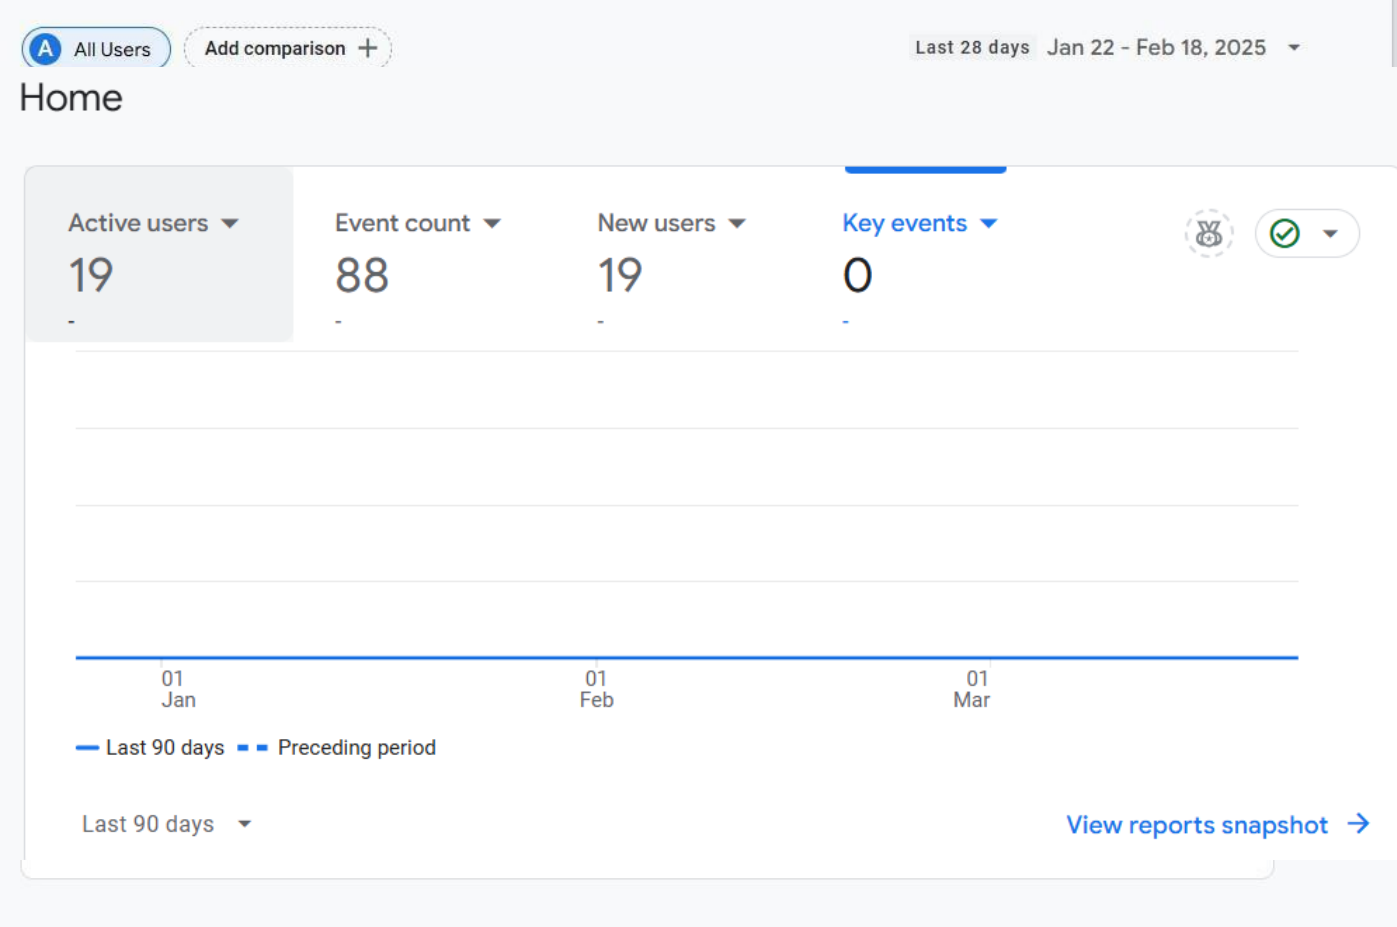 A All Users Add comparison + Last 28 days Jan 22 - Feb 18, 2025
Home
Active users Event count New users Key events
19 88 19 0
- - - -
01 01 01
Jan Feb Mar
Last 90 days Preceding period
Last 90 days View reports snapshot